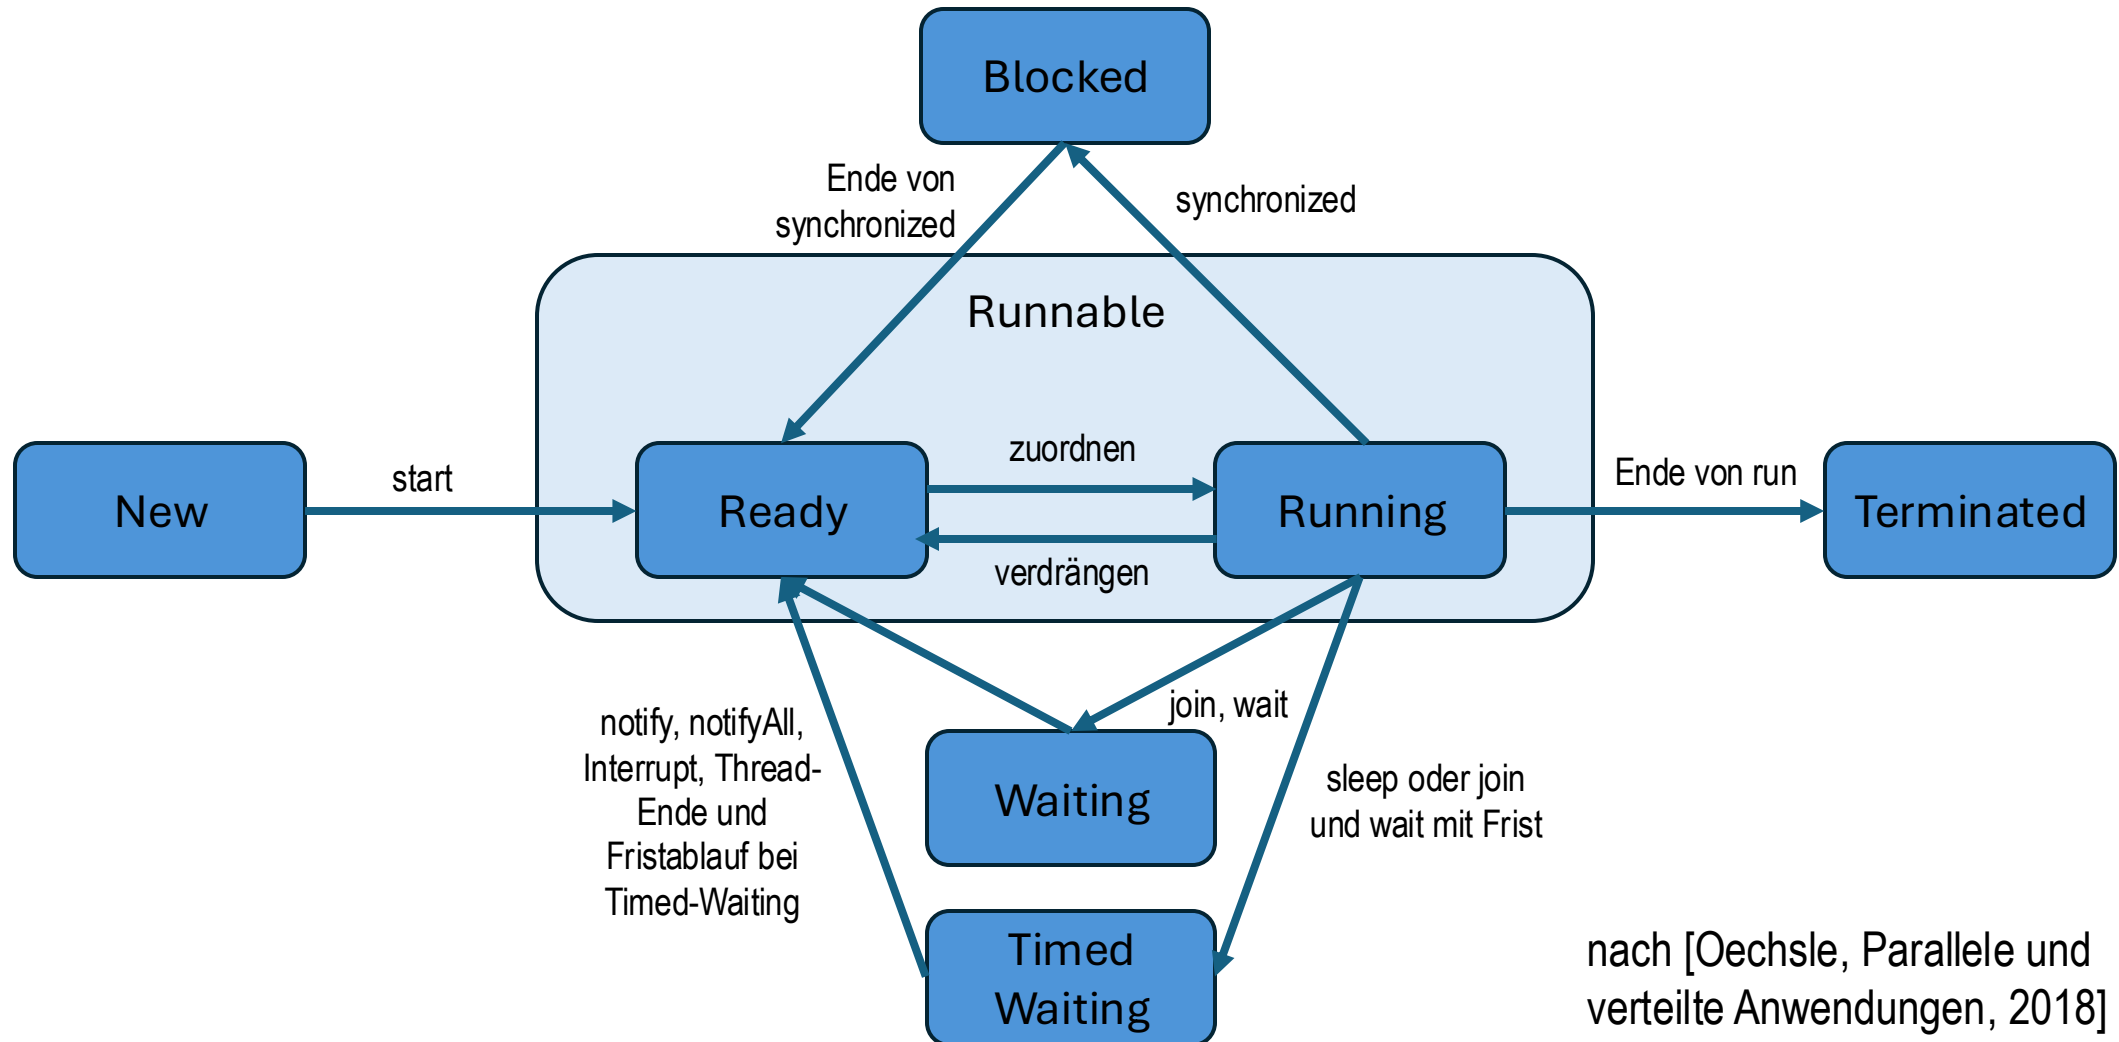 Blocked
Ende von
synchronized
synchronized
Runnable
New
start
Ready
zuordnen
verdrängen
Running
Ende von run
Terminated
notify, notifyAll,
Interrupt, Thread-
Ende und
Fristablauf bei
Timed-Waiting
join, wait
Waiting
sleep oder join
und wait mit Frist
Timed
Waiting
nach [Oechsle, Parallele und
verteilte Anwendungen, 2018]